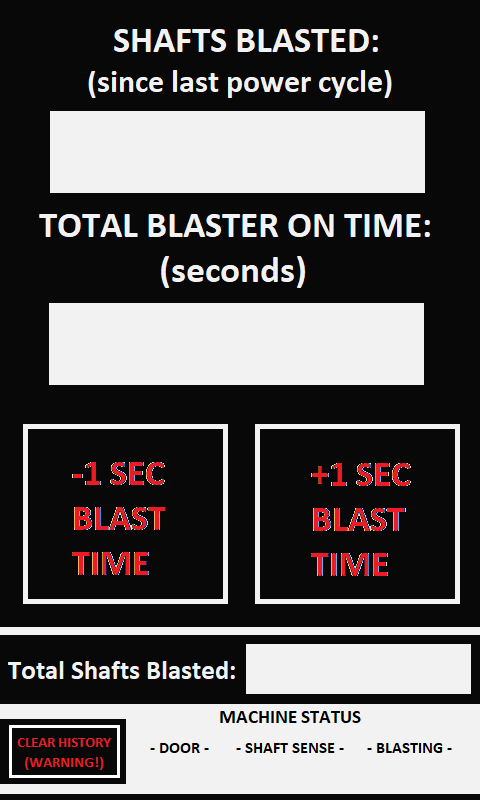 SHAFTS BLASTED:
(since last power cycle)
TOTAL BLASTER ON TIME:
(seconds)
-1 SEC
BLAST
TIME
+1 SEC
BLAST
TIME
Total Shafts Blasted:
MACHINE STATUS
CLEAR HISTORY
(WARNING!)
- DOOR - - SHAFT SENSE - - BLASTING -